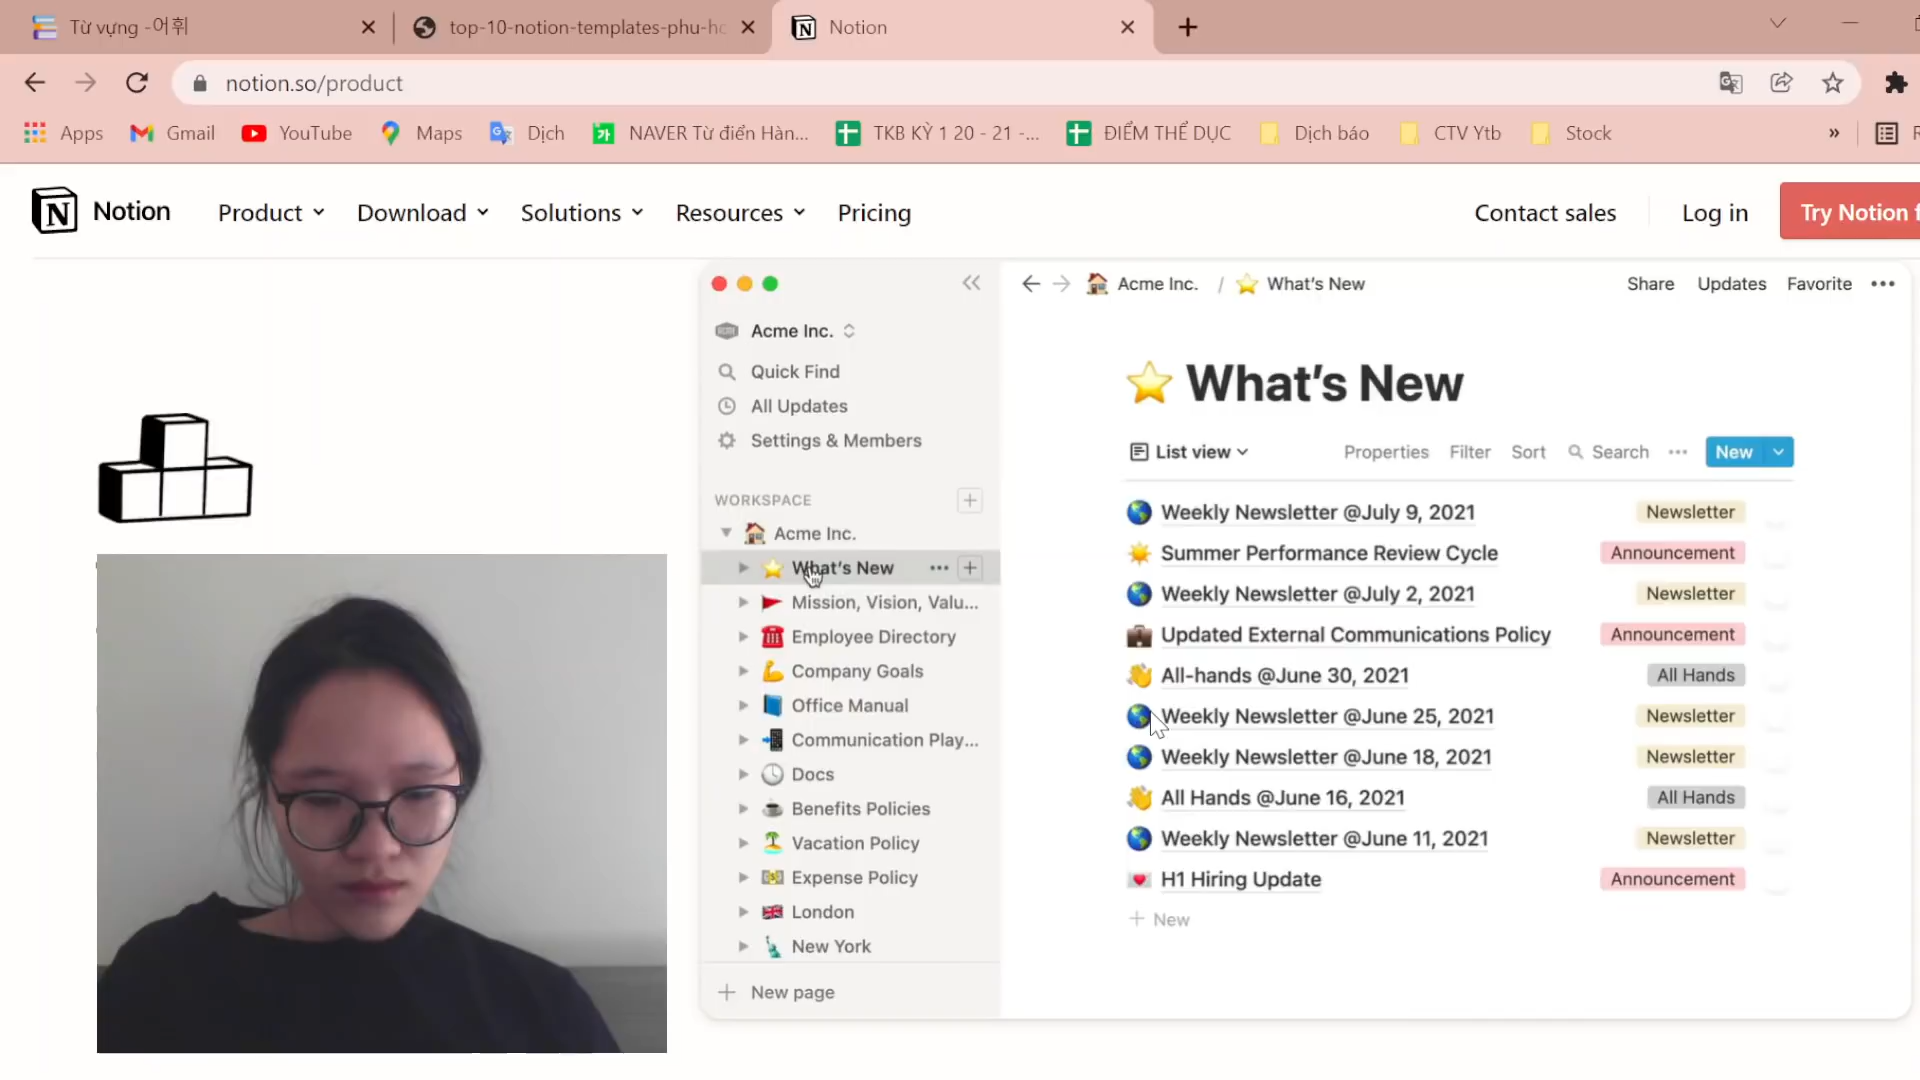 Từ vựng -어휘
top-10-notion-templates-phu-hc
Notion
notion.so/product
Apps
Gmail
YouTube
Maps
Dịch
NAVER Từ điển Hàn...
TKB KỲ 1 20 - 21 -...
ĐIỂM THỂ DỤC
Dịch báo
CTV Ytb
Stock
»
Notion
Product
Download
Solutions
Resources
Pricing
Contact sales
Log in
Try Notion f
Acme Inc.
Quick Find
All Updates
Settings & Members
WORKSPACE
Acme Inc.
What's New
Mission, Vision, Valu...
Employee Directory
Company Goals
Office Manual
Communication Play...
Docs
Benefits Policies
Vacation Policy
Expense Policy
London
New York
New page
Acme Inc. / What's New
Share Updates Favorite
What's New
List view
Properties Filter Sort Search
New
Weekly Newsletter @July 9, 2021 Newsletter
Summer Performance Review Cycle Announcement
Weekly Newsletter @July 2, 2021 Newsletter
Updated External Communications Policy Announcement
All-hands @June 30, 2021 All Hands
Weekly Newsletter @June 25, 2021 Newsletter
Weekly Newsletter @June 18, 2021 Newsletter
All Hands @June 16, 2021 All Hands
Weekly Newsletter @June 11, 2021 Newsletter
H1 Hiring Update Announcement
New